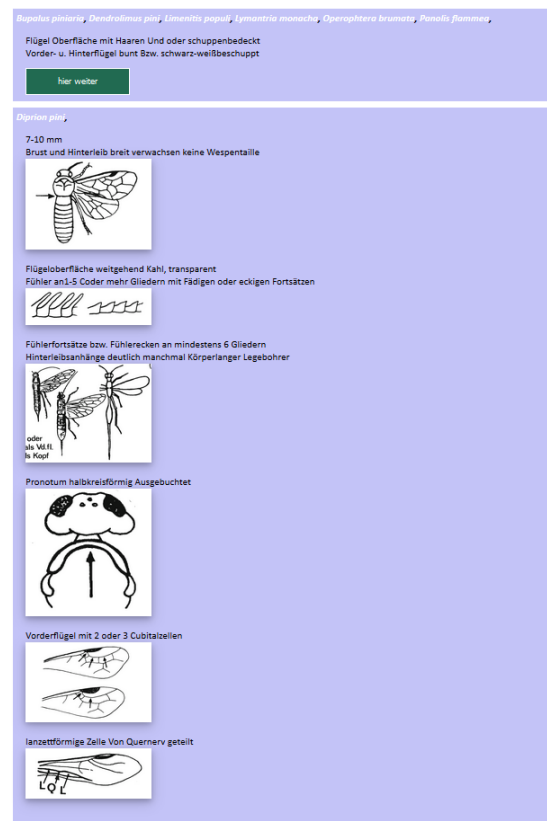 Bupalus piniaria, Dendrolimus pini, Limenitis populi, Lymantria monacha, Operophtera brumata, Panolis flammea,
Flügel Oberfläche mit Haaren Und oder schuppenbedeckt
Vorder- u. Hinterflügel bunt Bzw. schwarz-weißbeschuppt
hier weiter
Diprion pini,
7-10 mm
Brust und Hinterleib breit verwachsen keine Wespentaille
Flügeloberfläche weitgehend Kahl, transparent
Fühler an1-5 Coder mehr Gliedern mit Fädigen oder eckigen Fortsätzen
Fühlerfortsätze bzw. Fühlerecken an mindestens 6 Gliedern
Hinterleibsanhänge deutlich manchmal Körperlanger Legebohrer
oder
als Vd.fl.
ls Kopf
Pronotum halbkreisförmig Ausgebuchtet
Vorderflügel mit 2 oder 3 Cubitalzellen
lanzettförmige Zelle Von Quernerv geteilt
L Q L